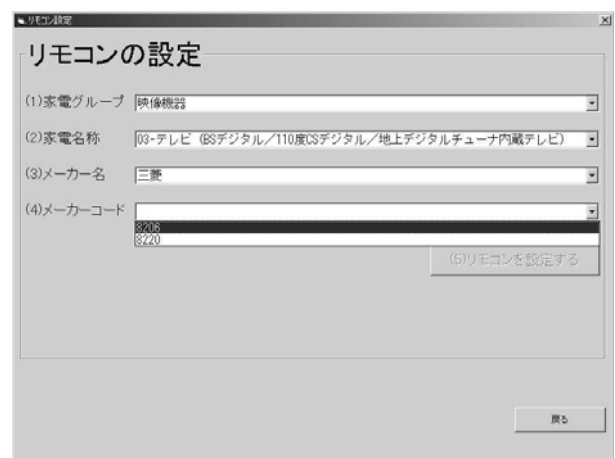 リモコン設定
リモコンの設定
(1)家電グループ 映像機器
(2)家電名称 03-テレビ (BSデジタル／110度CSデジタル／地上デジタルチューナ内蔵テレビ)
(3)メーカー名 三菱
(4)メーカーコード
8206
8220
(5)リモコンを設定する
戻る